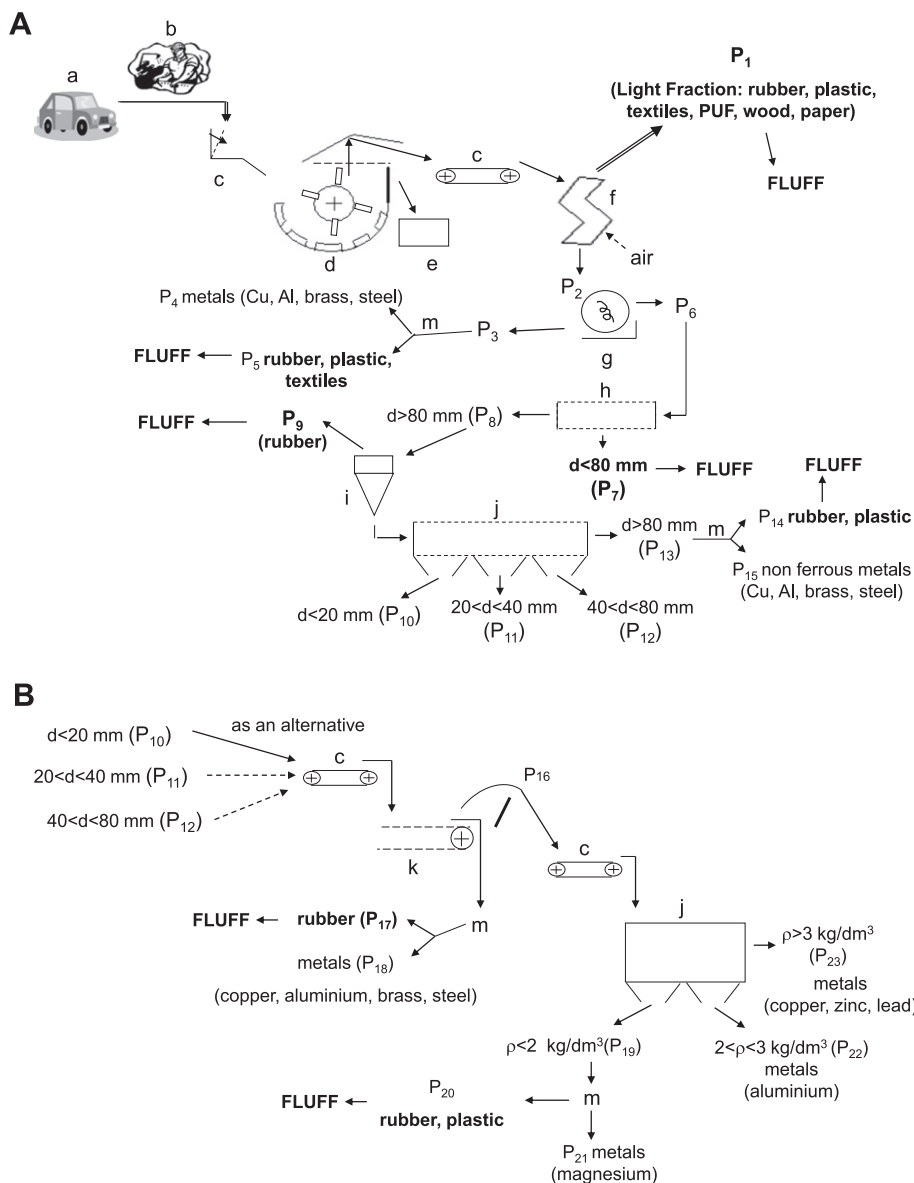 A
b
a
P1
(Light Fraction: rubber, plastic,
textiles, PUF, wood, paper)
c
c
f
FLUFF
d
e
air
P2
P6
P4 metals (Cu, Al, brass, steel)
m
P3
g
FLUFF
P5 rubber, plastic,
textiles
h
FLUFF
P9
(rubber)
d>80 mm (P8)
d<80 mm
(P7)
FLUFF
FLUFF
i
j
d>80 mm
(P13)
m
P14 rubber, plastic
P15 non ferrous metals
(Cu, Al, brass, steel)
d<20 mm (P10)
20<d<40 mm
(P11)
40<d<80 mm
(P12)
B
as an alternative
d<20 mm (P10)
20<d<40 mm (P11)
40<d<80 mm (P12)
c
P16
k
c
FLUFF
rubber (P17)
m
metals (P18)
(copper, aluminium, brass, steel)
j
ρ>3 kg/dm³
(P23)
metals
(copper, zinc, lead)
ρ<2 kg/dm³(P19)
2<ρ<3 kg/dm³ (P22)
metals
(aluminium)
FLUFF
P20
rubber, plastic
m
P21 metals
(magnesium)